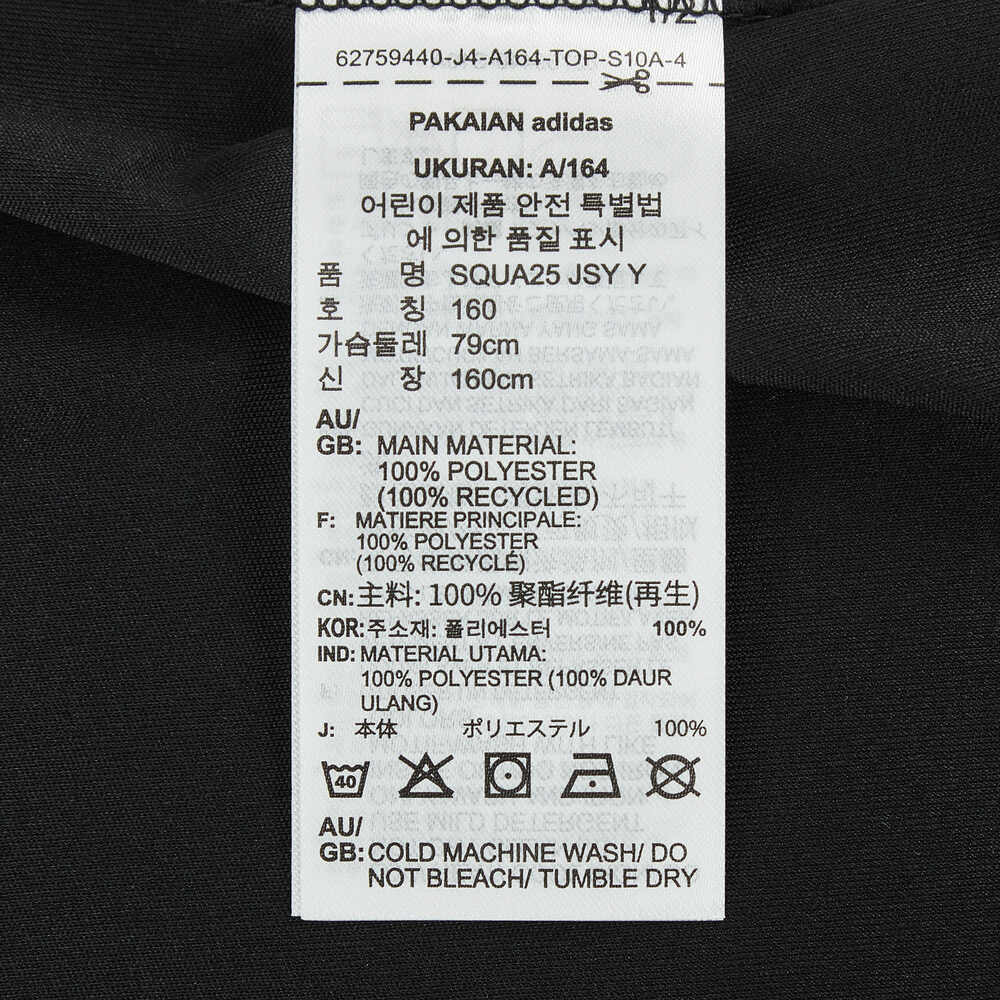 1/2
62759440-J4-A164-TOP-S10A-4
PAKAIAN adidas
UKURAN: A/164
어린이 제품 안전 특별법
에 의한 품질 표시
품 명 SQUA25 JSY Y
호 칭 160
가슴둘레 79cm
신 장 160cm
AU/
GB: MAIN MATERIAL:
100% POLYESTER
(100% RECYCLED)
F: MATIERE PRINCIPALE:
100% POLYESTER
(100% RECYCLÉ)
CN: 主料: 100% 聚酯纤维(再生)
KOR: 주소재: 폴리에스터 100%
IND: MATERIAL UTAMA:
100% POLYESTER (100% DAUR
ULANG)
J: 本体 ポリエステル 100%
40
AU/
GB: COLD MACHINE WASH/ DO
NOT BLEACH/ TUMBLE DRY